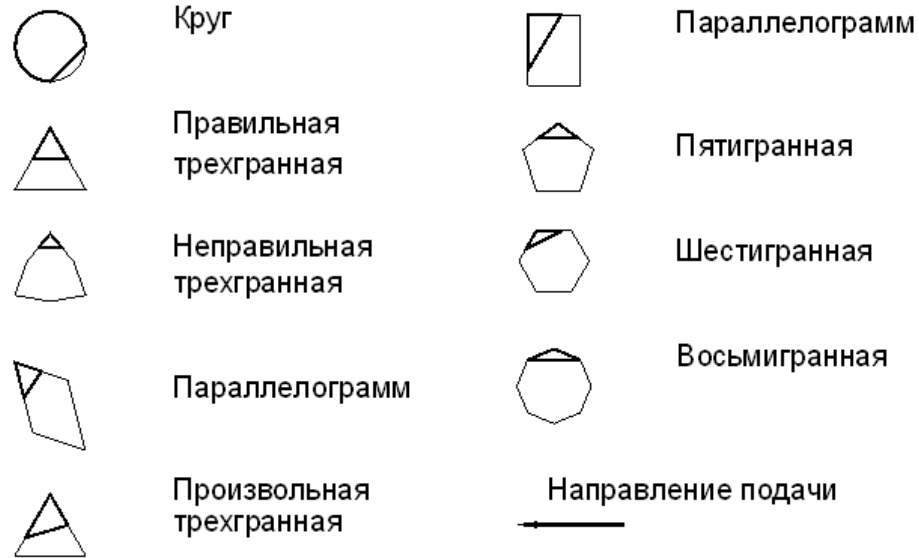 Круг
Правильная
трехгранная
Неправильная
трехгранная
Параллелограмм
Произвольная
трехгранная
Параллелограмм
Пятигранная
Шестигранная
Восьмигранная
Направление подачи